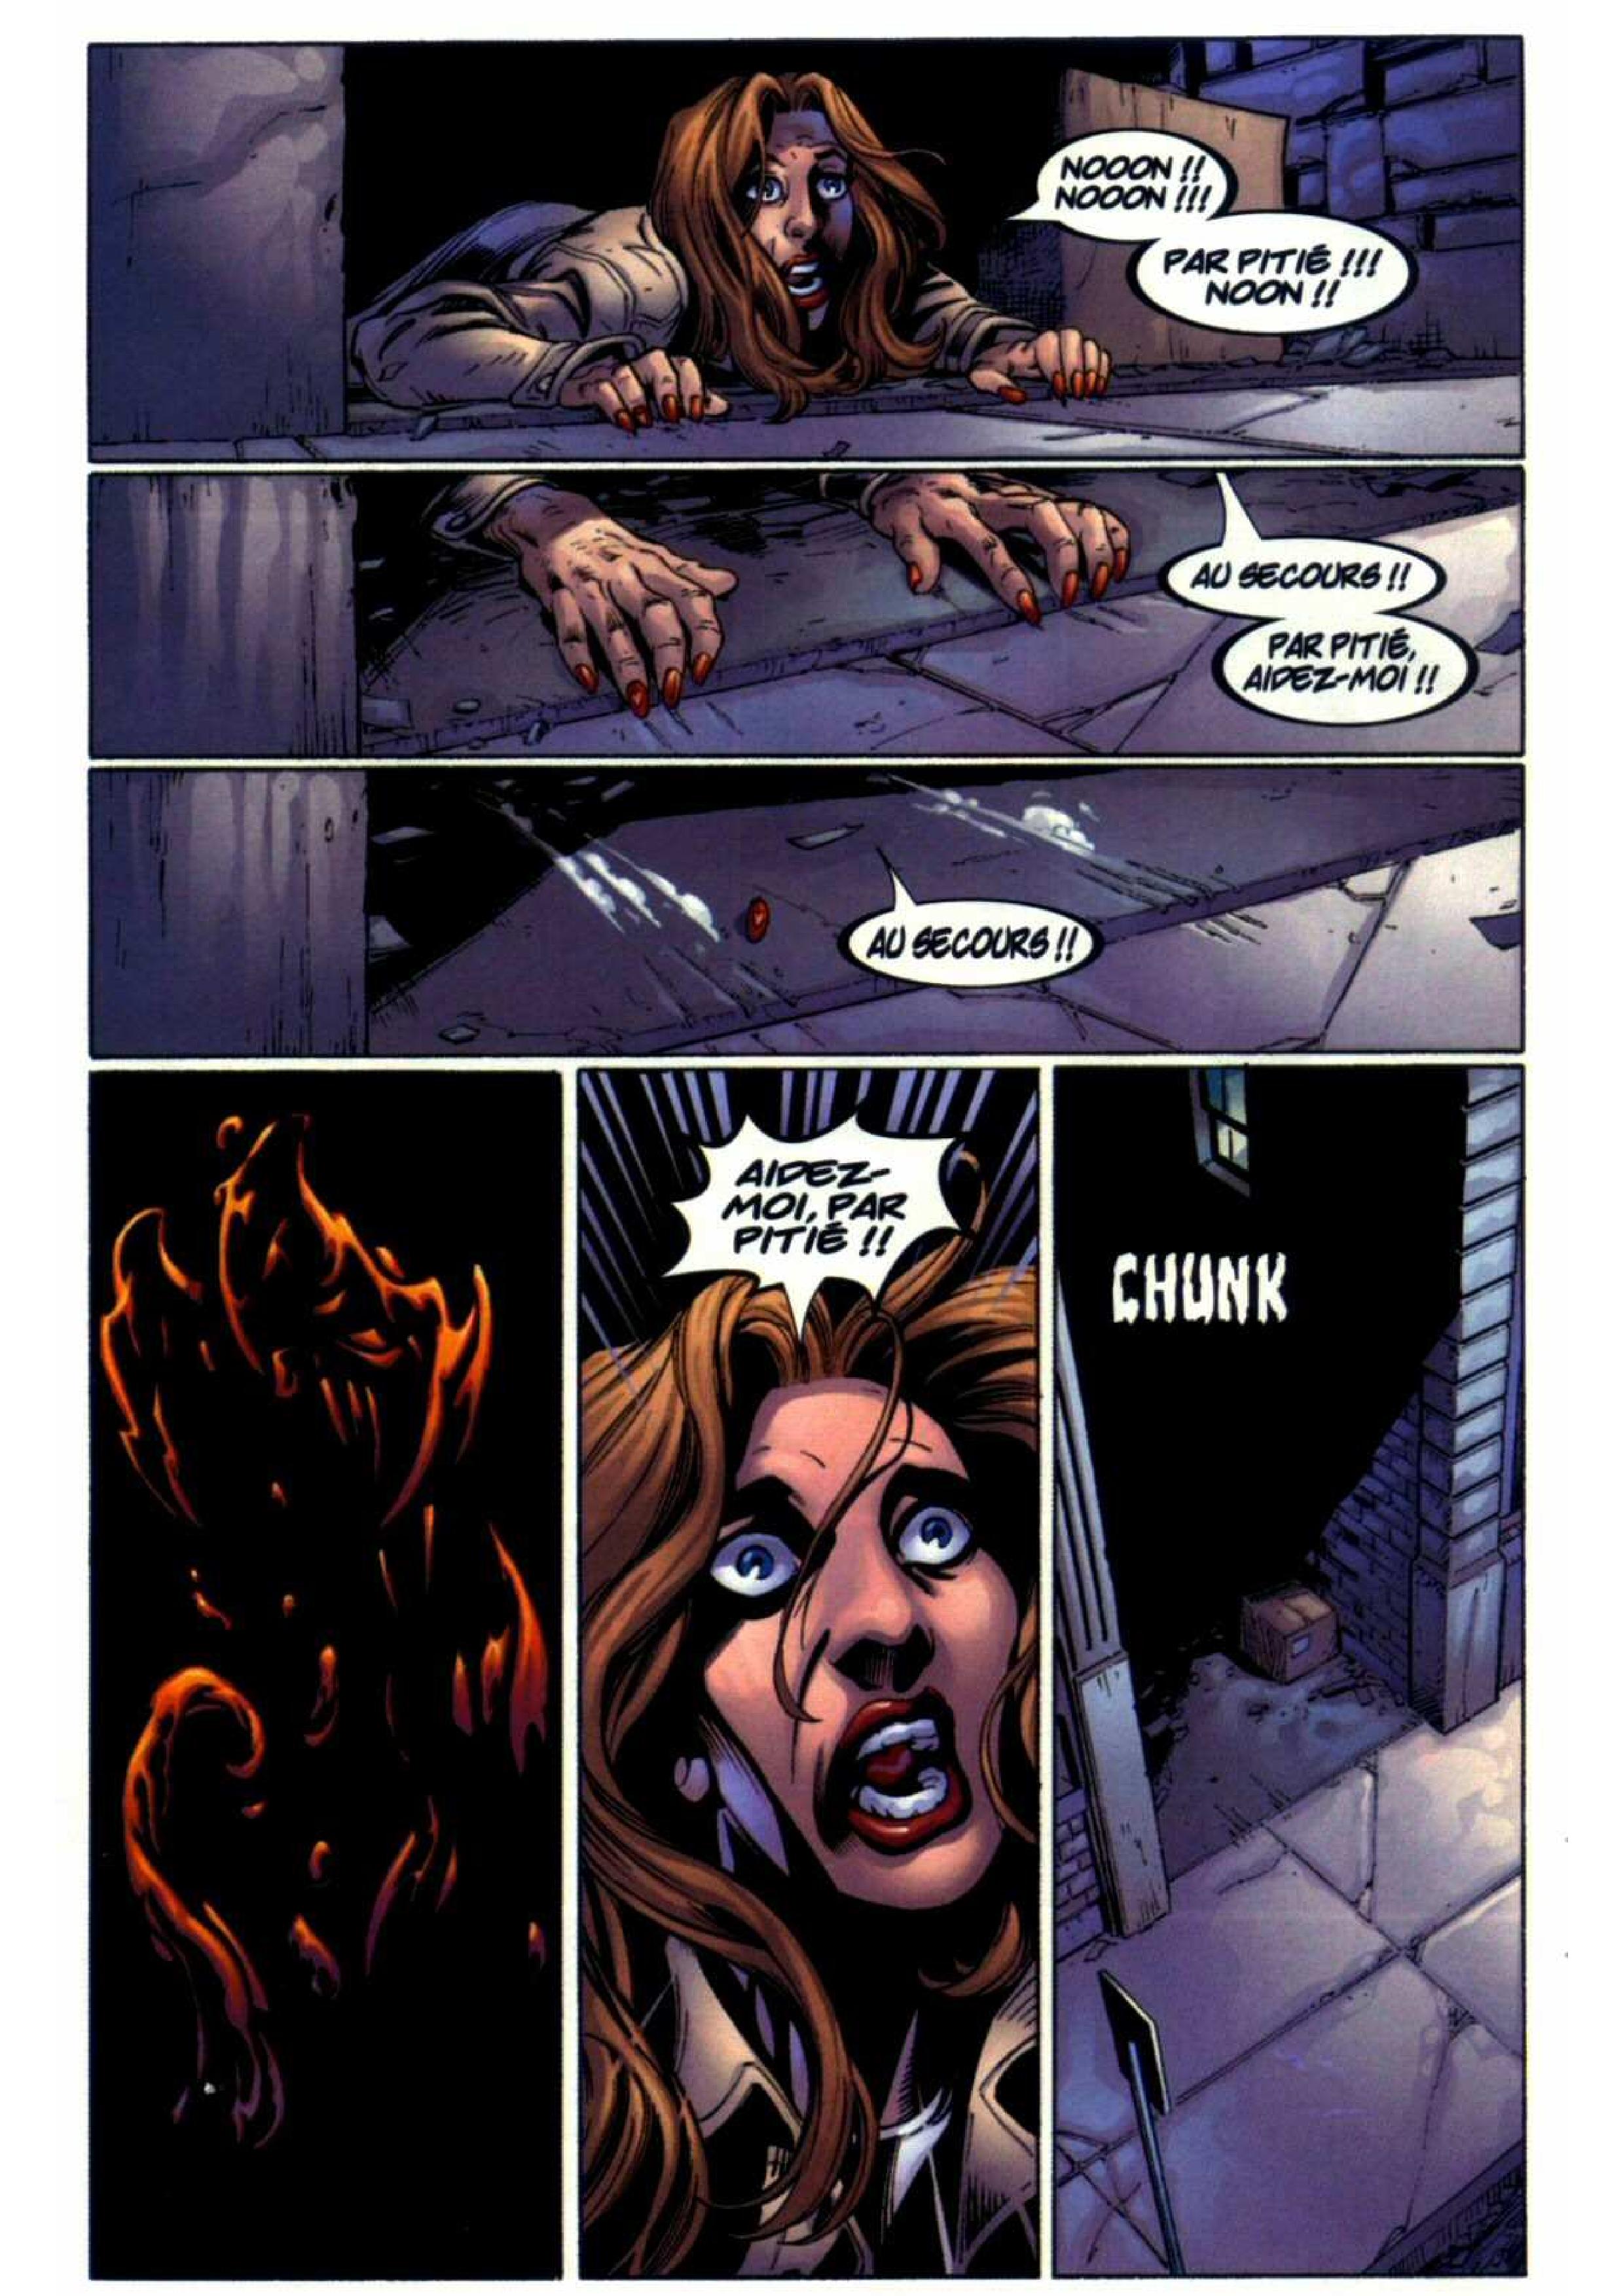 NOOON !!
NOOON !!!
PAR PITIÉ !!!
NOON !!
AU SECOURS !!
PAR PITIÉ,
AIDEZ-MOI !!
AU SECOURS !!
AIDEZ-
MOI, PAR
PITIÉ !!
CHUNK